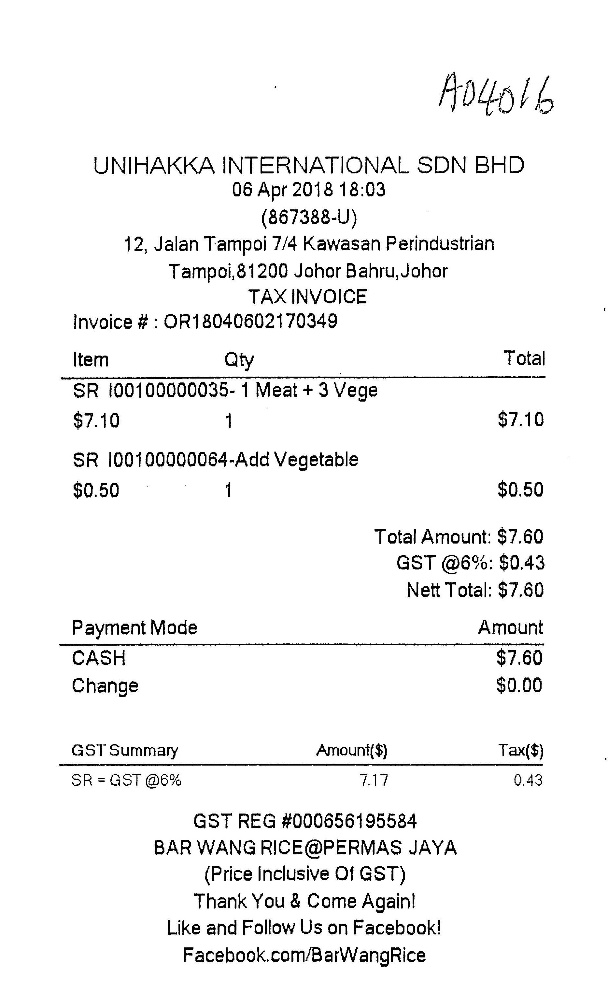 A04016
UNIHAKKA INTERNATIONAL SDN BHD
06 Apr 2018 18:03
(867388-U)
12, Jalan Tampoi 7/4 Kawasan Perindustrian
Tampoi,81200 Johor Bahru,Johor
TAX INVOICE
Invoice # : OR18040602170349
Item Qty Total
SR I00100000035- 1 Meat + 3 Vege
$7.10 1 $7.10
SR I00100000064-Add Vegetable
$0.50 1 $0.50
Total Amount: $7.60
GST @6%: $0.43
Nett Total: $7.60
Payment Mode Amount
CASH $7.60
Change $0.00
GST Summary Amount($) Tax($)
SR = GST @6% 7.17 0.43
GST REG #000656195584
BAR WANG RICE@PERMAS JAYA
(Price Inclusive Of GST)
Thank You & Come Again!
Like and Follow Us on Facebook!
Facebook.com/BarWangRice